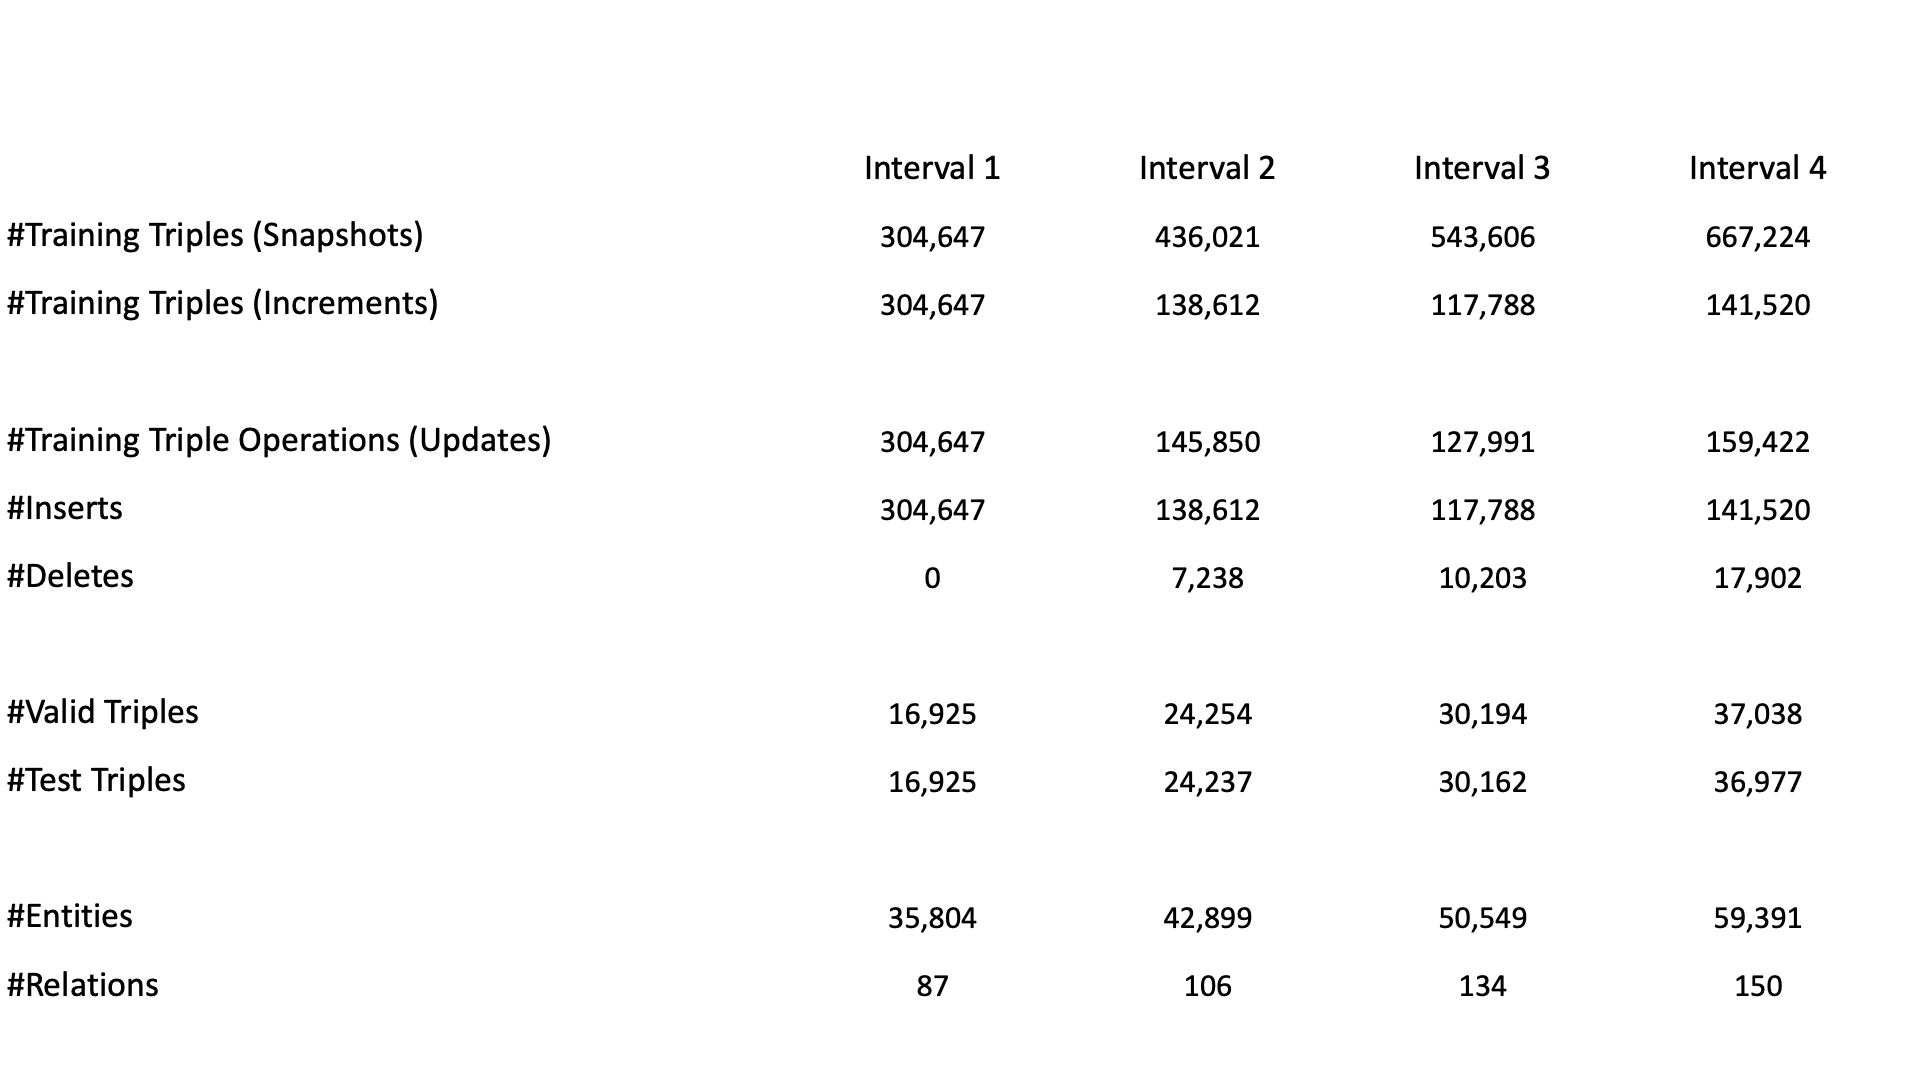 Interval 1 Interval 2 Interval 3 Interval 4
#Training Triples (Snapshots) 304,647 436,021 543,606 667,224
#Training Triples (Increments) 304,647 138,612 117,788 141,520
#Training Triple Operations (Updates) 304,647 145,850 127,991 159,422
#Inserts 304,647 138,612 117,788 141,520
#Deletes 0 7,238 10,203 17,902
#Valid Triples 16,925 24,254 30,194 37,038
#Test Triples 16,925 24,237 30,162 36,977
#Entities 35,804 42,899 50,549 59,391
#Relations 87 106 134 150